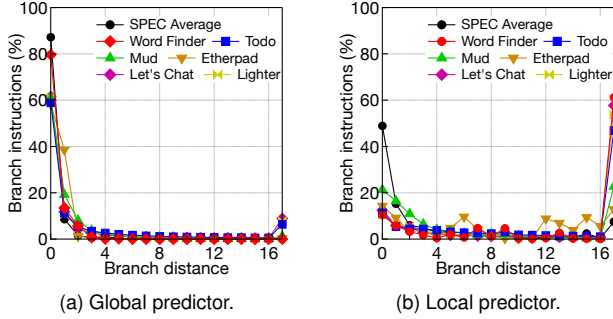 100
80
60
40
20
0
Branch instructions (%)
SPEC Average
Word Finder Todo
Mud Etherpad
Let's Chat Lighter
0 4 8 12 16
Branch distance
(a) Global predictor.
100
80
60
40
20
0
Branch instructions (%)
SPEC Average
Word Finder Todo
Mud Etherpad
Let's Chat Lighter
0 4 8 12 16
Branch distance
(b) Local predictor.